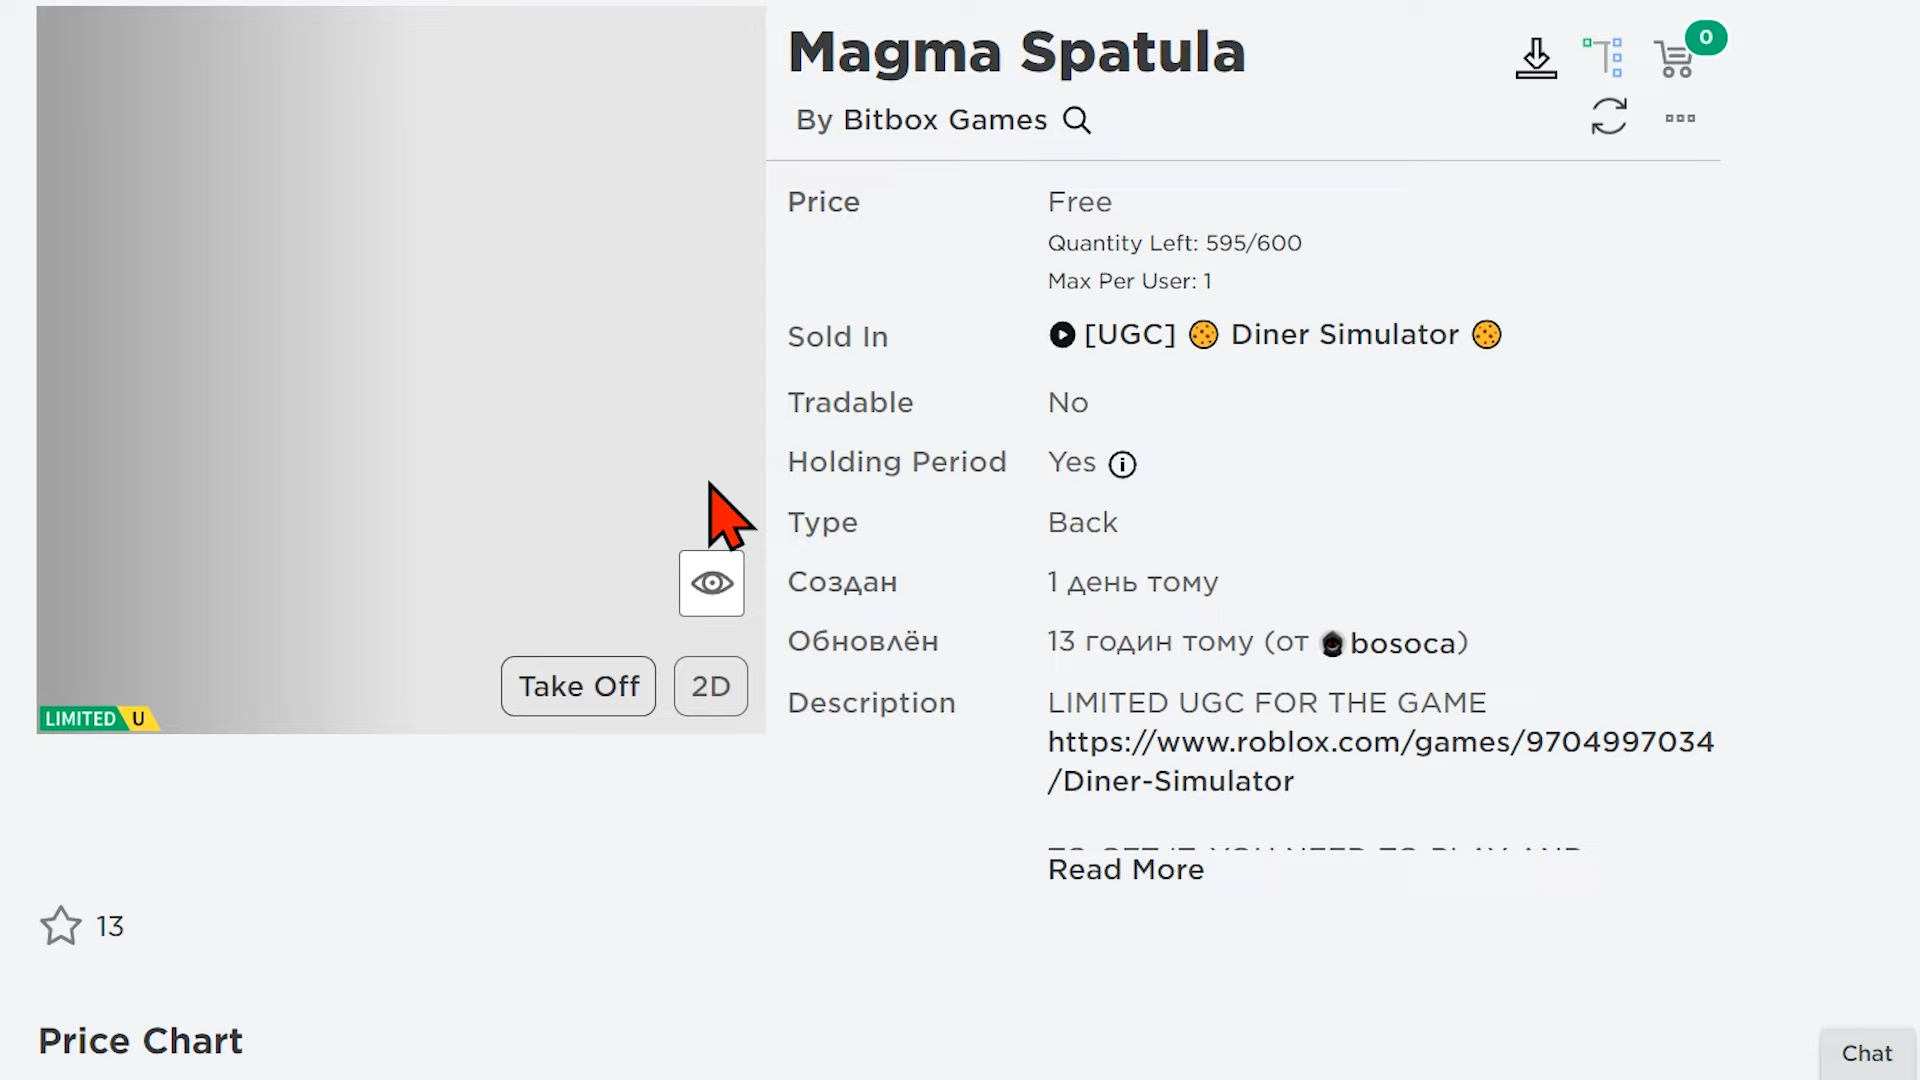 Magma Spatula
0
By Bitbox Games
Price
Free
Quantity Left: 595/600
Max Per User: 1
Sold In
[UGC] Diner Simulator
Tradable
No
Holding Period
Yes
Type
Back
Создан
1 день тому
Обновлён
13 годин тому (от bosoca)
Take Off
2D
LIMITED U
Description
LIMITED UGC FOR THE GAME
https://www.roblox.com/games/9704997034
/Diner-Simulator
Read More
13
Price Chart
Chat